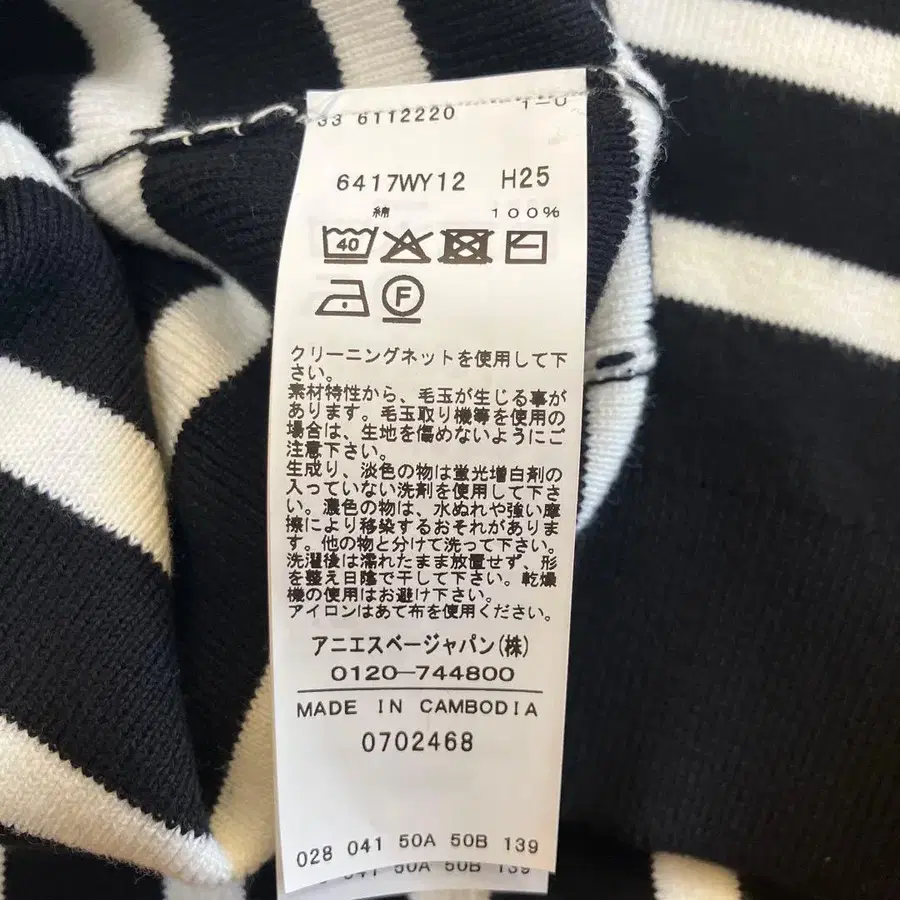 33 6112220 1-0
6417WY12 H25
綿 100%
40
F
クリーニングネットを使用して下
さい。
素材特性から、毛玉が生じる事が
あります。毛玉取り機等を使用の
場合は、生地を傷めないようにご
注意下さい。
生成り、淡色の物は蛍光増白剤の
入っていない洗剤を使用して下さ
い。濃色の物は、水ぬれや強い摩
擦により移染するおそれがありま
す。他の物と分けて洗って下さい。
洗濯後は濡れたまま放置せず、形
を整え日陰で干して下さい。乾燥
機の使用はお避け下さい。
アイロンはあて布を使用ください。
アニエスベージャパン(株)
0120-744800
MADE IN CAMBODIA
0702468
028 041 50A 50B 139
041 50A 50B 139